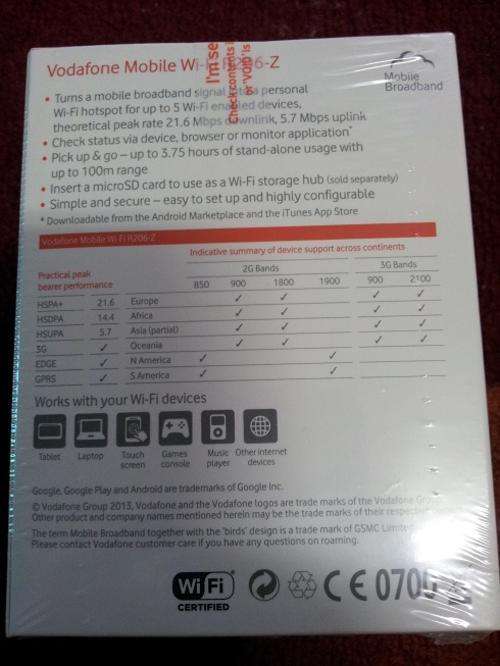 Vodafone Mobile Wi-Fi R206-Z
I'm se
Check contents i
or 'VOID' is
Mobile
Broadband
• Turns a mobile broadband signal into a personal
Wi-Fi hotspot for up to 5 Wi-Fi enabled devices,
theoretical peak rate 21.6 Mbps downlink, 5.7 Mbps uplink
• Check status via device, browser or monitor application*
• Pick up & go – up to 3.75 hours of stand-alone usage with
up to 100m range
• Insert a microSD card to use as a Wi-Fi storage hub (sold separately)
• Simple and secure – easy to set up and highly configurable
* Downloadable from the Android Marketplace and the iTunes App Store
Vodafone Mobile Wi-Fi R206-Z
Indicative summary of device support across continents
Practical peak
bearer performance
2G Bands 3G Bands
850 900 1800 1900 900 2100
HSPA+ 21.6 Europe ✓ ✓ ✓ ✓
HSDPA 14.4 Africa ✓ ✓ ✓ ✓
HSUPA 5.7 Asia (partial) ✓ ✓ ✓ ✓
3G ✓ Oceania ✓ ✓ ✓ ✓
EDGE ✓ N America ✓ ✓
GPRS ✓ S America ✓ ✓
Works with your Wi-Fi devices
Tablet Laptop Touch screen Games console Music player Other internet devices
Google, Google Play and Android are trademarks of Google Inc.
© Vodafone Group 2013, Vodafone and the Vodafone logos are trade marks of the Vodafone Group
Other product and company names mentioned herein may be the trade marks of their respective
The term Mobile Broadband together with the 'birds' design is a trade mark of GSMC Limited
Please contact Vodafone customer care if you have any questions on roaming.
Wi Fi
CERTIFIED
CE 0700